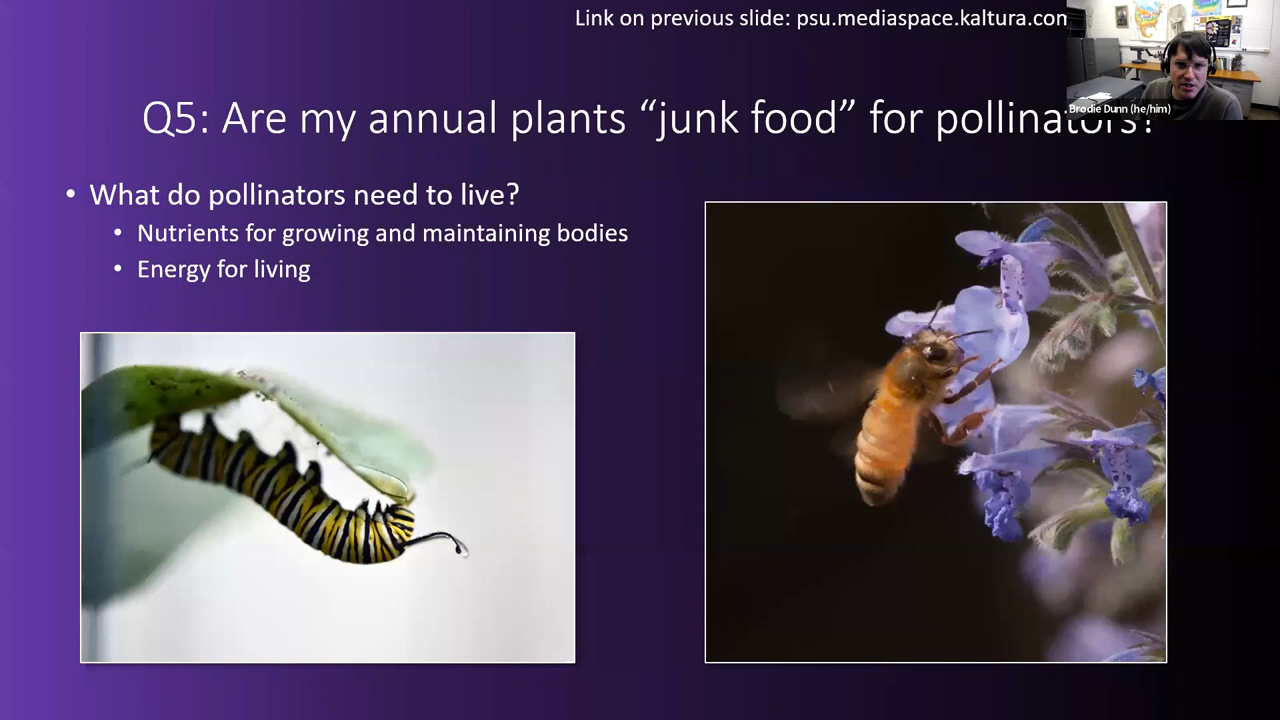 Link on previous slide: psu.mediaspace.kaltura.com
Brodie Dunn (he/him)
Q5: Are my annual plants “junk food” for pollinators?
• What do pollinators need to live?
• Nutrients for growing and maintaining bodies
• Energy for living